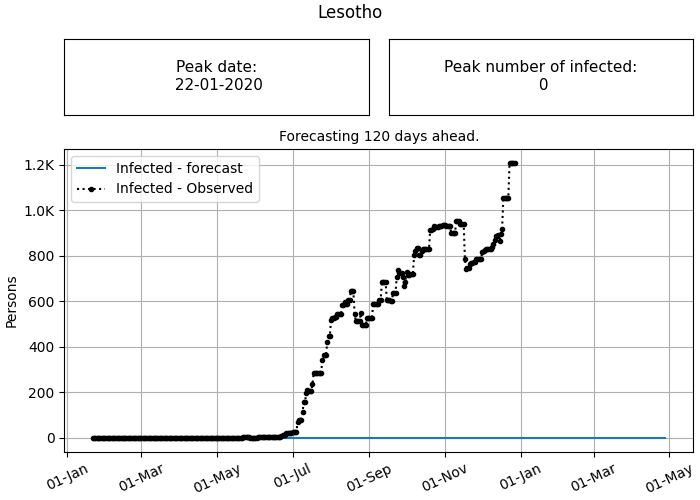 Lesotho
Peak date:
22-01-2020
Peak number of infected:
0
Forecasting 120 days ahead.
Infected - forecast
Infected - Observed
Persons
1.2K
1.0K
800
600
400
200
0
01-Jan
01-Mar
01-May
01-Jul
01-Sep
01-Nov
01-Jan
01-Mar
01-May